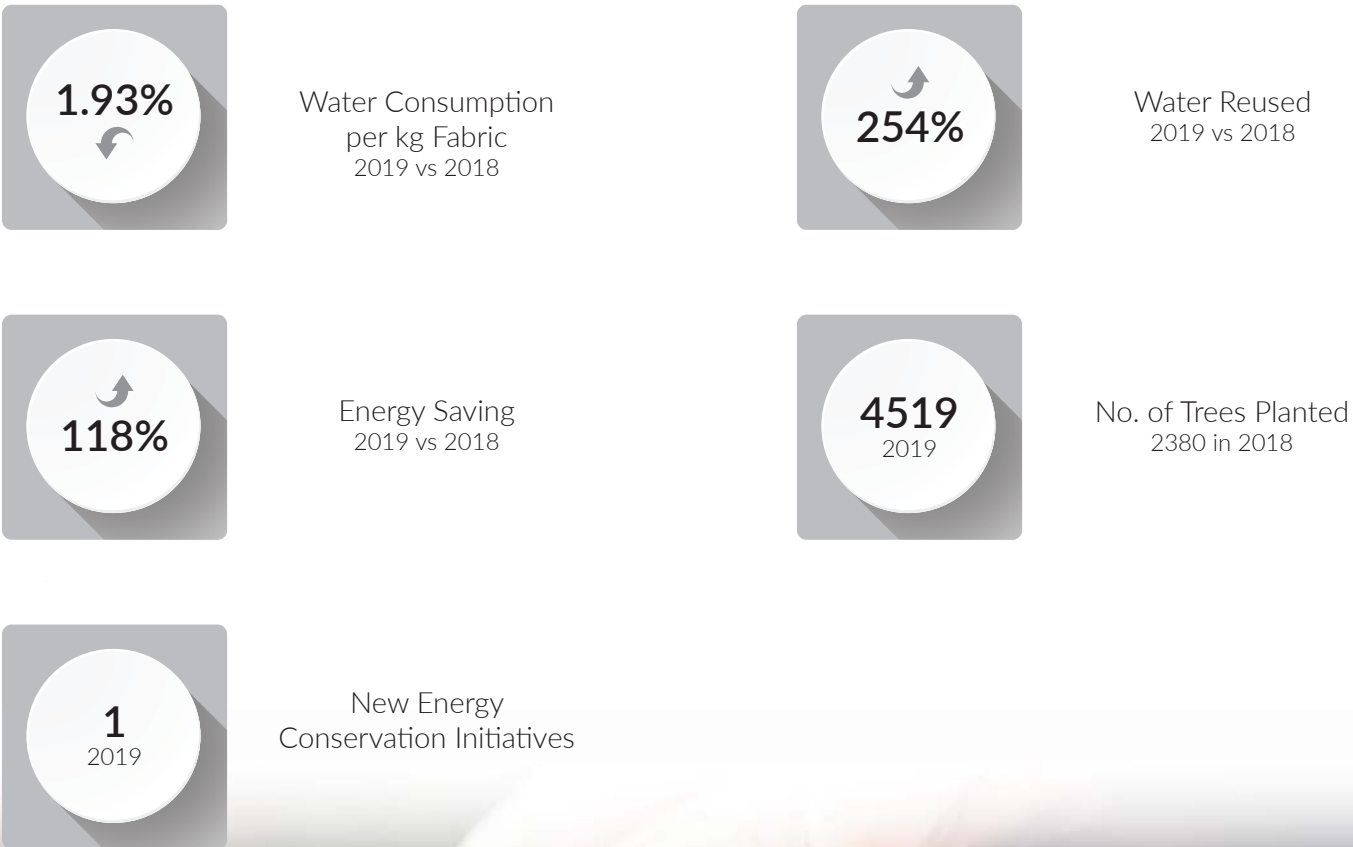 1.93%
Water Consumption
per kg Fabric
2019 vs 2018
254%
Water Reused
2019 vs 2018
118%
Energy Saving
2019 vs 2018
4519
2019
No. of Trees Planted
2380 in 2018
1
2019
New Energy
Conservation Initiatives